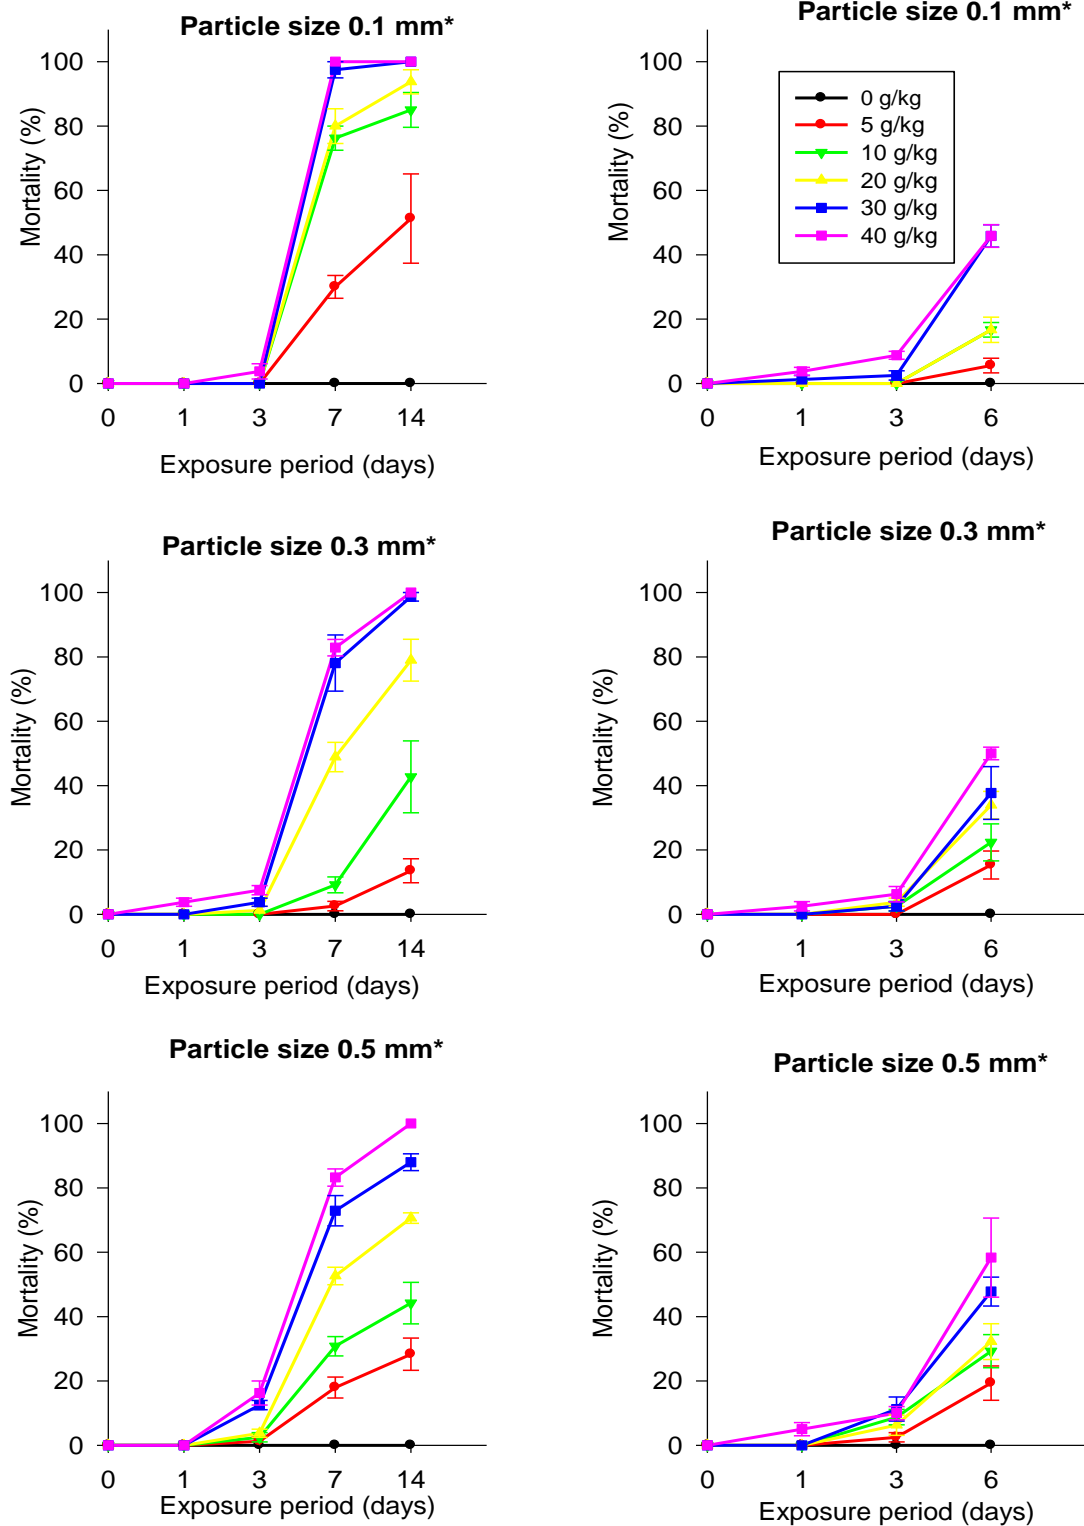 Particle size 0.1 mm*
Mortality (%)
100
80
60
40
20
0
0 1 3 7 14
Exposure period (days)
Particle size 0.1 mm*
Mortality (%)
100
80
60
40
20
0
0 g/kg
5 g/kg
10 g/kg
20 g/kg
30 g/kg
40 g/kg
0 1 3 6
Exposure period (days)
Particle size 0.3 mm*
Mortality (%)
100
80
60
40
20
0
0 1 3 7 14
Exposure period (days)
Particle size 0.3 mm*
Mortality (%)
100
80
60
40
20
0
0 1 3 6
Exposure period (days)
Particle size 0.5 mm*
Mortality (%)
100
80
60
40
20
0
0 1 3 7 14
Exposure period (days)
Particle size 0.5 mm*
Mortality (%)
100
80
60
40
20
0
0 1 3 6
Exposure period (days)